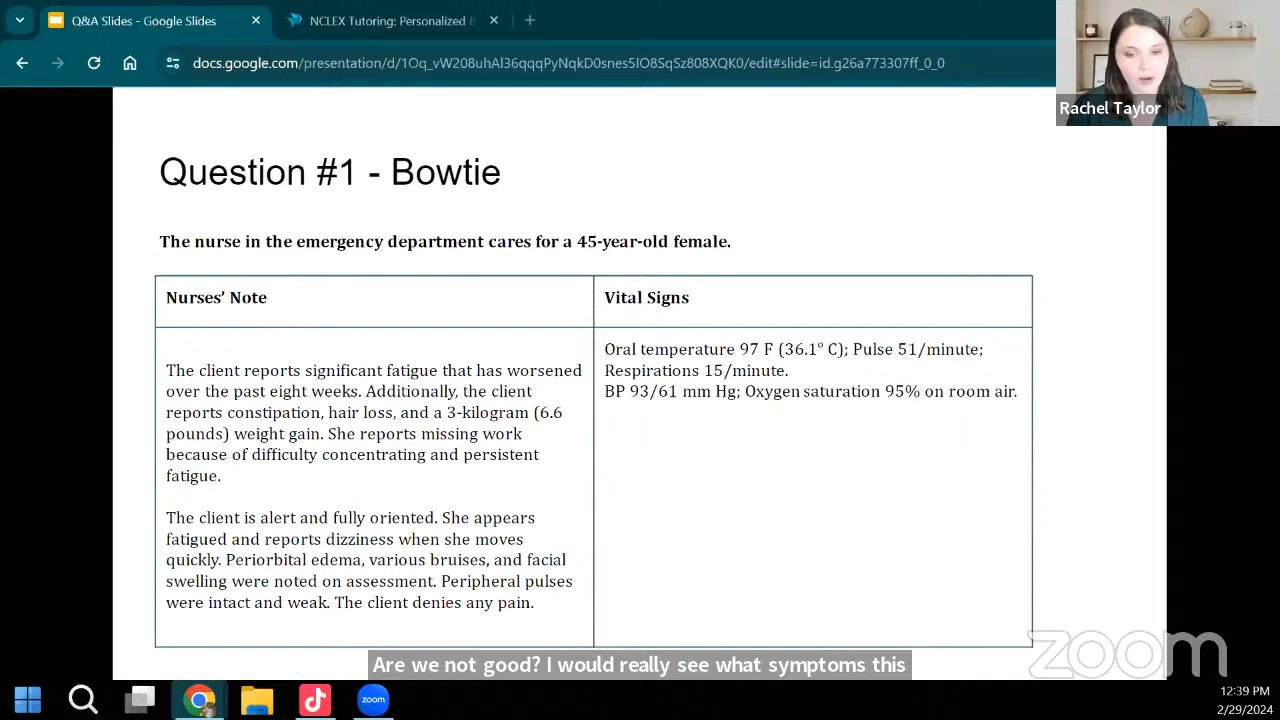 Q&A Slides - Google Slides
NCLEX Tutoring: Personalized &
docs.google.com/presentation/d/1Oq_vW208uhAl36qqqPyNqkD0snes5IO8SqSz808XQK0/edit#slide=id.g26a773307ff_0_0
Rachel Taylor
Question #1 - Bowtie
The nurse in the emergency department cares for a 45-year-old female.
Nurses’ Note
The client reports significant fatigue that has worsened
over the past eight weeks. Additionally, the client
reports constipation, hair loss, and a 3-kilogram (6.6
pounds) weight gain. She reports missing work
because of difficulty concentrating and persistent
fatigue.
The client is alert and fully oriented. She appears
fatigued and reports dizziness when she moves
quickly. Periorbital edema, various bruises, and facial
swelling were noted on assessment. Peripheral pulses
were intact and weak. The client denies any pain.
Vital Signs
Oral temperature 97 F (36.1° C); Pulse 51/minute;
Respirations 15/minute.
BP 93/61 mm Hg; Oxygen saturation 95% on room air.
zoom
Are we not good? I would really see what symptoms this
zoom
12:39 PM
2/29/2024